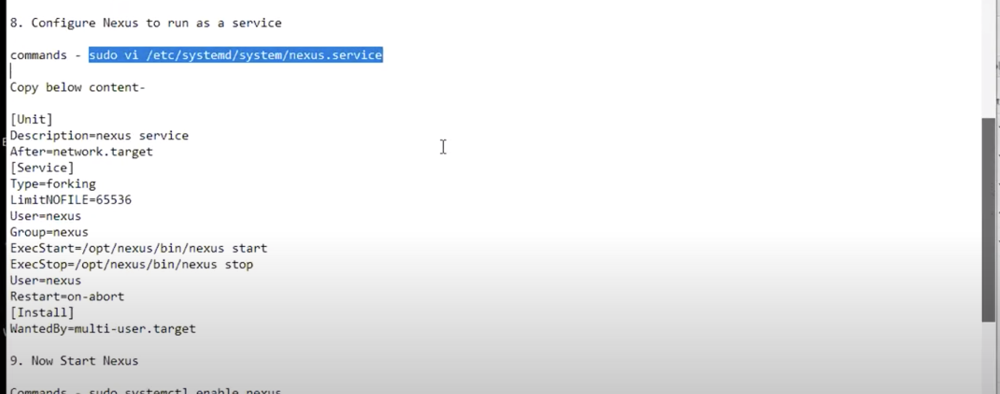 8. Configure Nexus to run as a service
commands - sudo vi /etc/systemd/system/nexus.service
Copy below content-
[Unit]
Description=nexus service
After=network.target
[Service]
Type=forking
LimitNOFILE=65536
User=nexus
Group=nexus
ExecStart=/opt/nexus/bin/nexus start
ExecStop=/opt/nexus/bin/nexus stop
User=nexus
Restart=on-abort
[Install]
WantedBy=multi-user.target
9. Now Start Nexus
Commands - sudo systemctl enable nexus